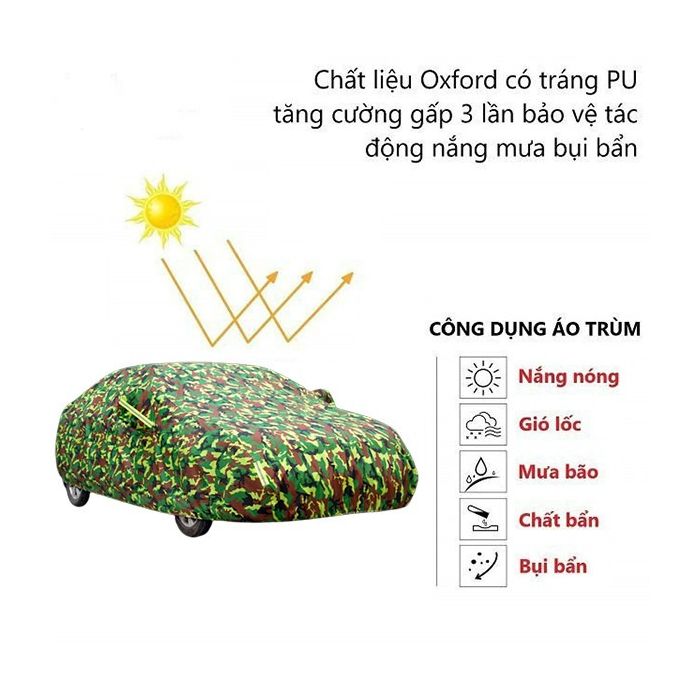 Chất liệu Oxford có tráng PU
tăng cường gấp 3 lần bảo vệ tác
động nắng mưa bụi bẩn
CÔNG DỤNG ÁO TRÙM
Nắng nóng
Gió lốc
Mưa bão
Chất bẩn
Bụi bẩn